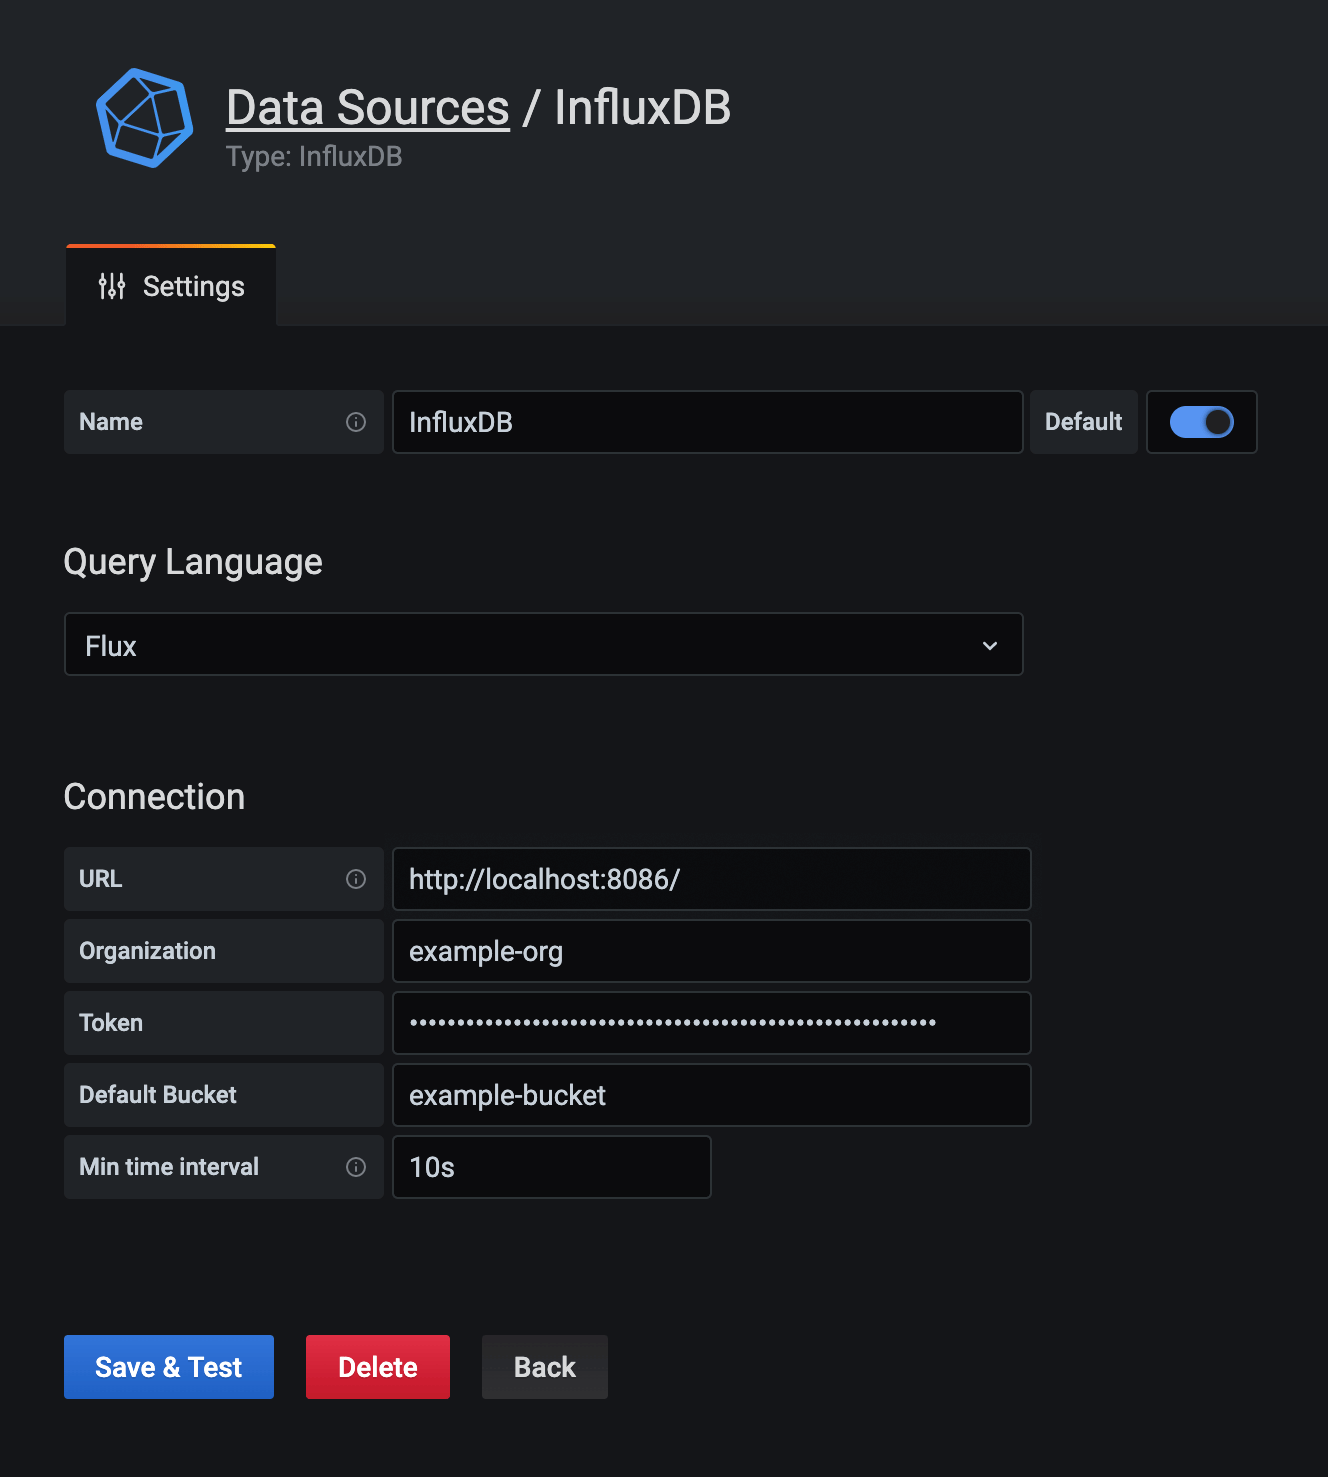 Data Sources / InfluxDB
Type: InfluxDB
Settings
Name InfluxDB Default
Query Language
Flux
Connection
URL http://localhost:8086/
Organization example-org
Token ••••••••••••••••••••••••••••••••••••••••••••••••••••••••
Default Bucket example-bucket
Min time interval 10s
Save & Test Delete Back